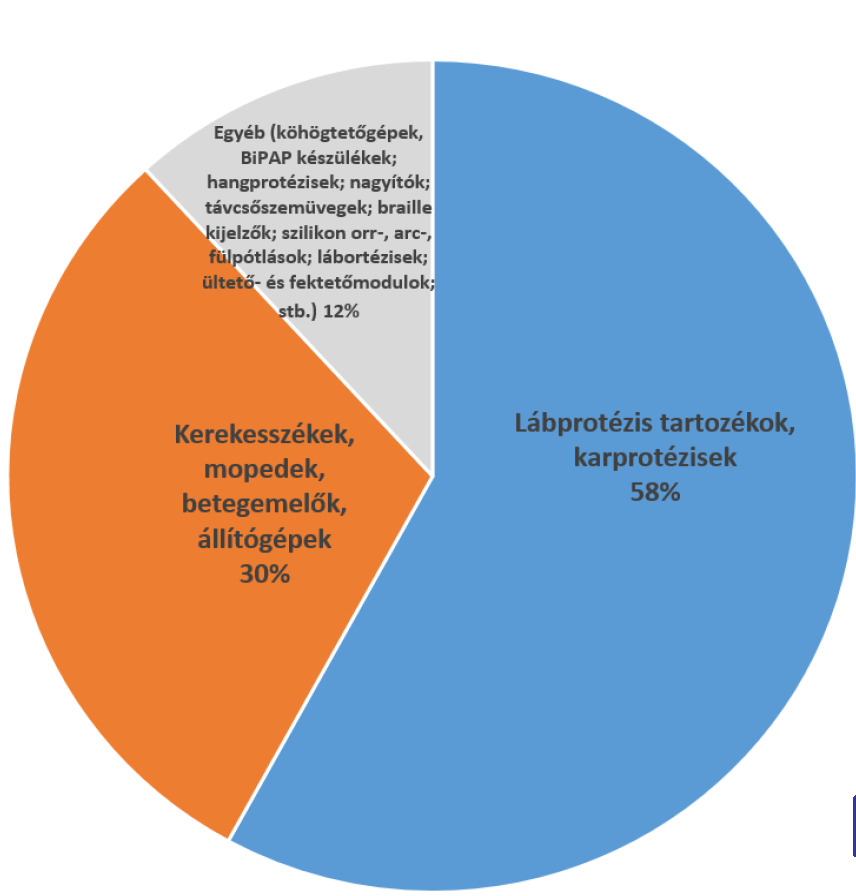 Egyéb (köhögtetőgépek,
BiPAP készülékek;
hangprotézisek; nagyítók;
távcsőszemüvegek; braille
kijelzők; szilikon orr-, arc-,
fülpótlások; lábortézisek;
ültető- és fektetőmodulok;
stb.) 12%
Lábprotézis tartozékok,
karprotézisek
58%
Kerekesszékek,
mopedek,
betegemelők,
állítógépek
30%